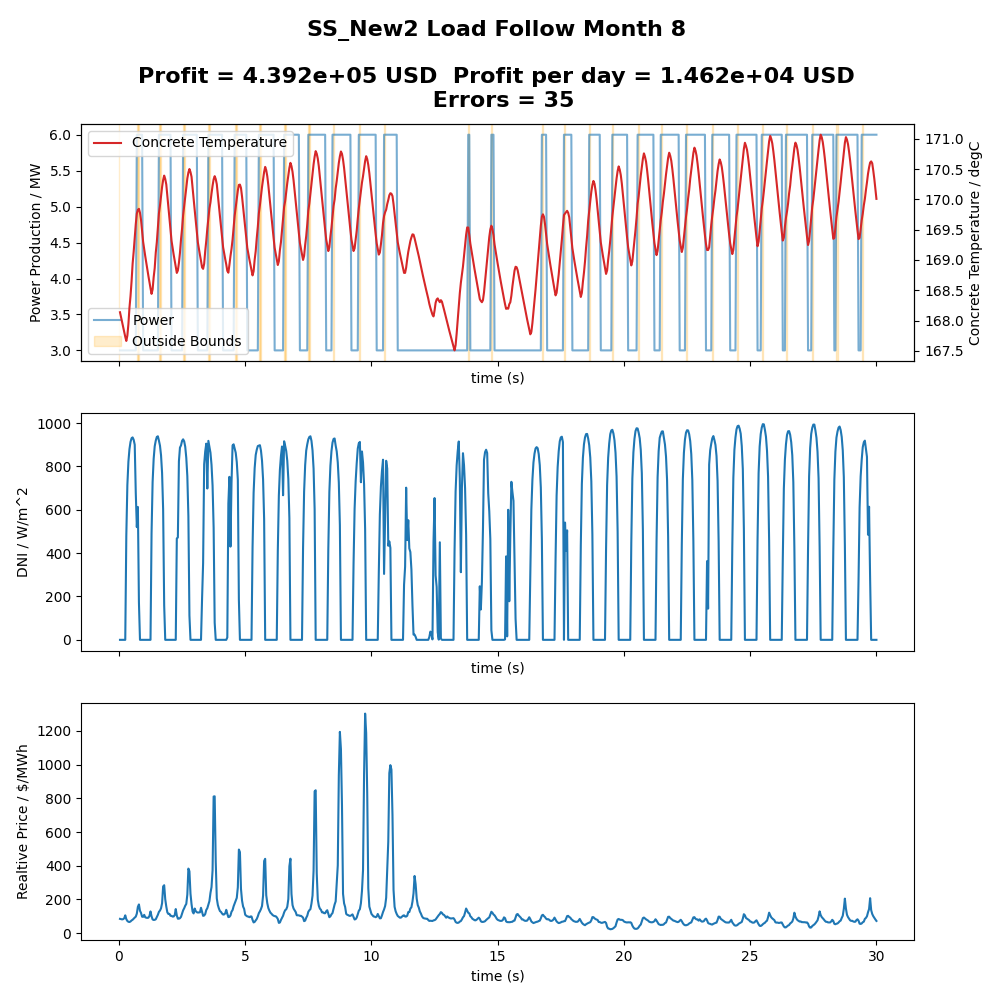 SS_New2 Load Follow Month 8
Profit = 4.392e+05 USD  Profit per day = 1.462e+04 USD
Errors = 35
Concrete Temperature
Power
Outside Bounds
Power Production / MW
6.0
5.5
5.0
4.5
4.0
3.5
3.0
171.0
170.5
170.0
169.5
169.0
168.5
168.0
167.5
Concrete Temperature / degC
time (s)
DNI / W/m^2
1000
800
600
400
200
0
time (s)
Realtive Price / $/MWh
1200
1000
800
600
400
200
0
0 5 10 15 20 25 30
time (s)